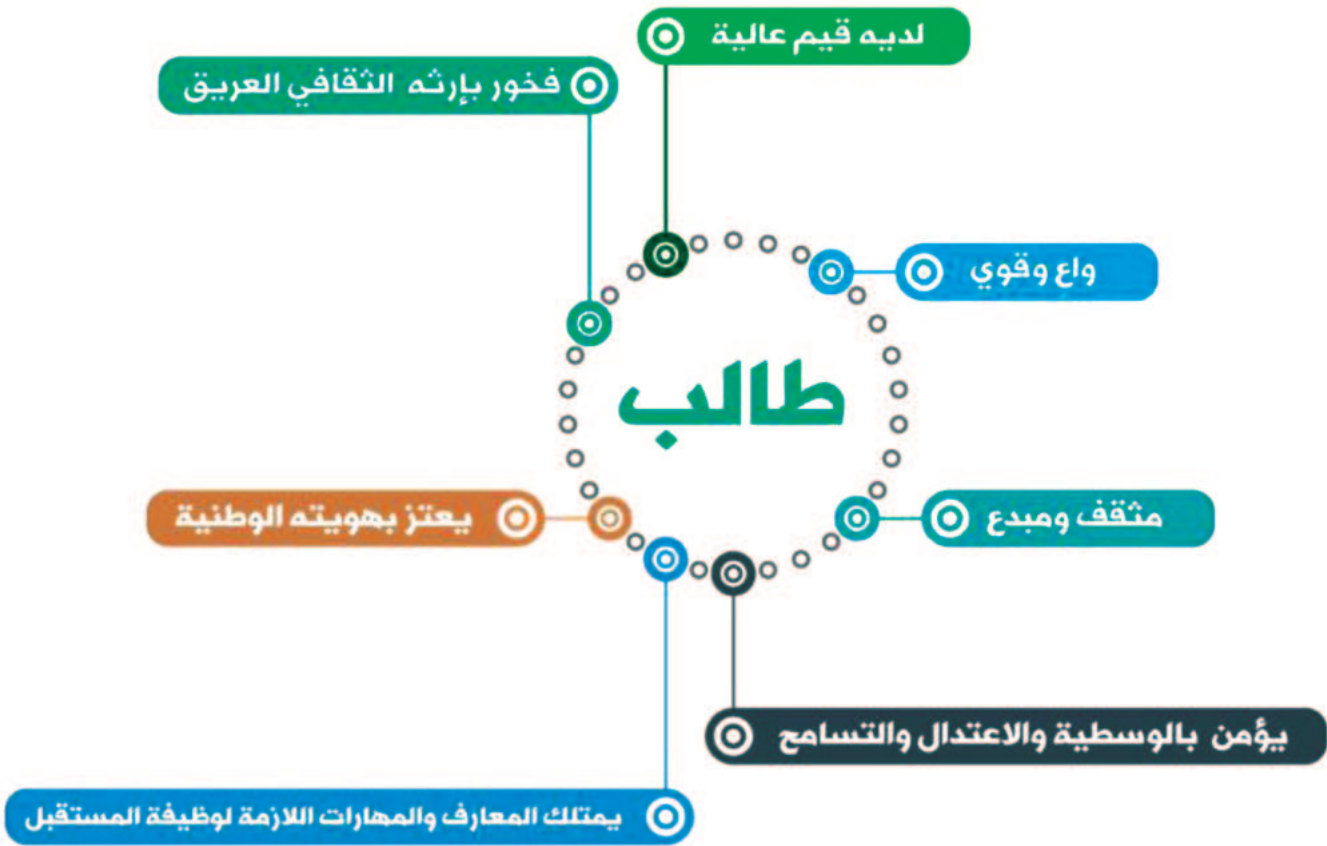 لديه قيم عالية
فخور بإرثه الثقافي العريق
واع وقوي
طالب
يعتز بهويته الوطنية
مثقف ومبدع
يؤمن بالوسطية والاعتدال والتسامح
يمتلك المعارف والمهارات اللازمة لوظيفة المستقبل